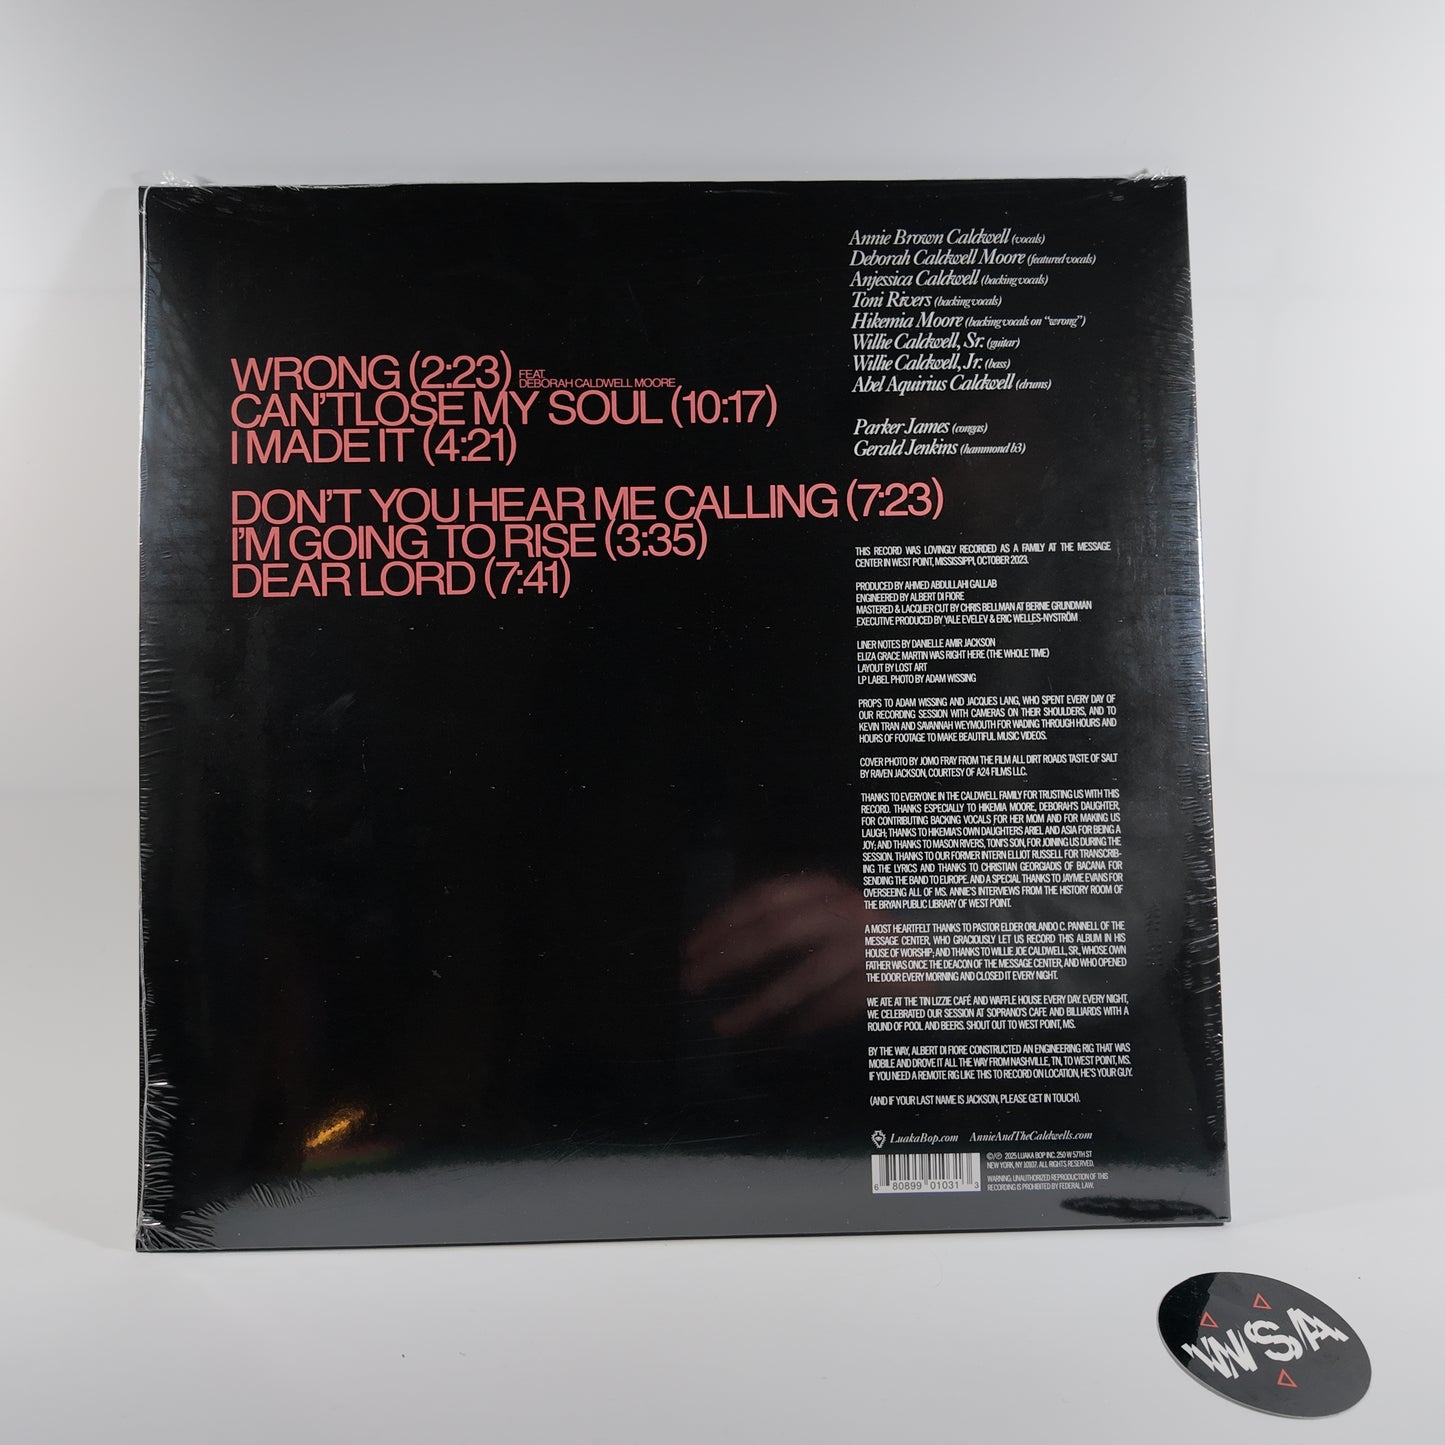 WRONG (2:23) FEAT.
DEBORAH CALDWELL MOORE
CAN'T LOSE MY SOUL (10:17)
I MADE IT (4:21)
DON'T YOU HEAR ME CALLING (7:23)
I'M GOING TO RISE (3:35)
DEAR LORD (7:41)
Annie Brown Caldwell (vocals)
Deborah Caldwell Moore (featured vocals)
Anjessica Caldwell (backing vocals)
Toni Rivers (backing vocals)
Hikemia Moore (backing vocals on "wrong")
Willie Caldwell, Sr. (guitar)
Willie Caldwell, Jr. (bass)
Abel Aquirius Caldwell (drums)
Parker James (congas)
Gerald Jenkins (hammond b3)
THIS RECORD WAS LOVINGLY RECORDED AS A FAMILY AT THE MESSAGE
CENTER IN WEST POINT, MISSISSIPPI, OCTOBER 2023.
PRODUCED BY AHMED ABDULLAHI GALLAB
ENGINEERED BY ALBERT DI FIORE
MASTERED & LACQUER CUT BY CHRIS BELLMAN AT BERNIE GRUNDMAN
EXECUTIVE PRODUCED BY YALE EVELEV & ERIC WELLES-NYSTRÖM
LINER NOTES BY DANIELLE AMIR JACKSON
ELIZA GRACE MARTIN WAS RIGHT HERE (THE WHOLE TIME)
LAYOUT BY LOST ART
LP LABEL PHOTO BY ADAM WISSING
PROPS TO ADAM WISSING AND JACQUES LANG, WHO SPENT EVERY DAY OF
OUR RECORDING SESSION WITH CAMERAS ON THEIR SHOULDERS, AND TO
KEVIN TRAN AND SAVANNAH WEYMOUTH FOR WADING THROUGH HOURS AND
HOURS OF FOOTAGE TO MAKE BEAUTIFUL MUSIC VIDEOS.
COVER PHOTO BY JOMO FRAY FROM THE FILM ALL DIRT ROADS TASTE OF SALT
BY RAVEN JACKSON, COURTESY OF A24 FILMS LLC.
THANKS TO EVERYONE IN THE CALDWELL FAMILY FOR TRUSTING US WITH THIS
RECORD. THANKS ESPECIALLY TO HIKEMIA MOORE, DEBORAH'S DAUGHTER,
FOR CONTRIBUTING BACKING VOCALS FOR HER MOM AND FOR MAKING US
LAUGH; THANKS TO HIKEMIA'S OWN DAUGHTERS ARIEL AND ASIA FOR BEING A
JOY; AND THANKS TO MASON RIVERS, TONI'S SON, FOR JOINING US DURING THE
SESSION. THANKS TO OUR FORMER INTERN ELLIOT RUSSELL FOR TRANSCRIB-
ING THE LYRICS AND THANKS TO CHRISTIAN GEORGIADIS OF BACANA FOR
SENDING THE BAND TO EUROPE. AND A SPECIAL THANKS TO JAYME EVANS FOR
OVERSEEING ALL OF MS. ANNIE'S INTERVIEWS FROM THE HISTORY ROOM OF
THE BRYAN PUBLIC LIBRARY OF WEST POINT.
A MOST HEARTFELT THANKS TO PASTOR ELDER ORLANDO C. PANNELL OF THE
MESSAGE CENTER, WHO GRACIOUSLY LET US RECORD THIS ALBUM IN HIS
HOUSE OF WORSHIP; AND THANKS TO WILLIE JOE CALDWELL, SR., WHOSE OWN
FATHER WAS ONCE THE DEACON OF THE MESSAGE CENTER, AND WHO OPENED
THE DOOR EVERY MORNING AND CLOSED IT EVERY NIGHT.
WE ATE AT THE TIN LIZZIE CAFÉ AND WAFFLE HOUSE EVERY DAY. EVERY NIGHT,
WE CELEBRATED OUR SESSION AT SOPRANO'S CAFE AND BILLIARDS WITH A
ROUND OF POOL AND BEERS. SHOUT OUT TO WEST POINT, MS.
BY THE WAY, ALBERT DI FIORE CONSTRUCTED AN ENGINEERING RIG THAT WAS
MOBILE AND DROVE IT ALL THE WAY FROM NASHVILLE, TN, TO WEST POINT, MS.
IF YOU NEED A REMOTE RIG LIKE THIS TO RECORD ON LOCATION, HE'S YOUR GUY.
(AND IF YOUR LAST NAME IS JACKSON, PLEASE GET IN TOUCH).
LuakaBop.com AnnieAndTheCaldwells.com
©/℗ 2025 LUAKA BOP INC. 250 W 57TH ST
NEW YORK, NY 10107. ALL RIGHTS RESERVED.
WARNING: UNAUTHORIZED REPRODUCTION OF THIS
RECORDING IS PROHIBITED BY FEDERAL LAW.
6 80899 01031 3
WSA